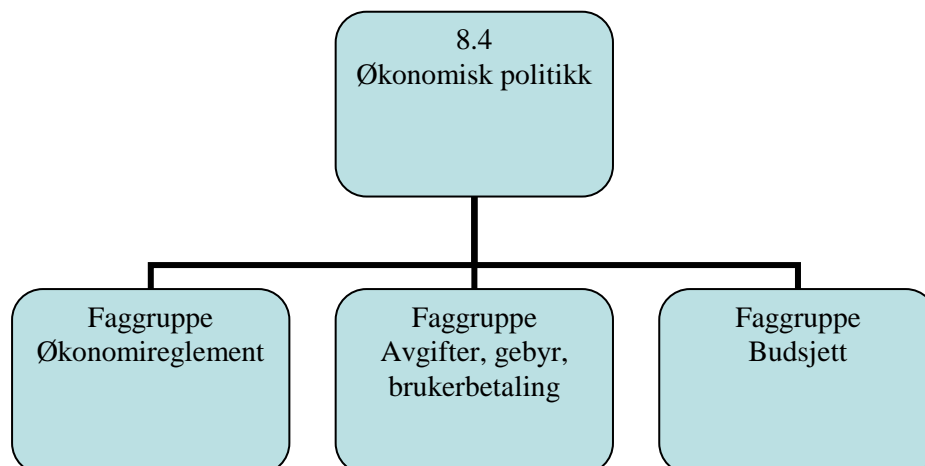 8.4
Økonomisk politikk
Faggruppe
Økonomireglement
Faggruppe
Avgifter, gebyr,
brukerbetaling
Faggruppe
Budsjett